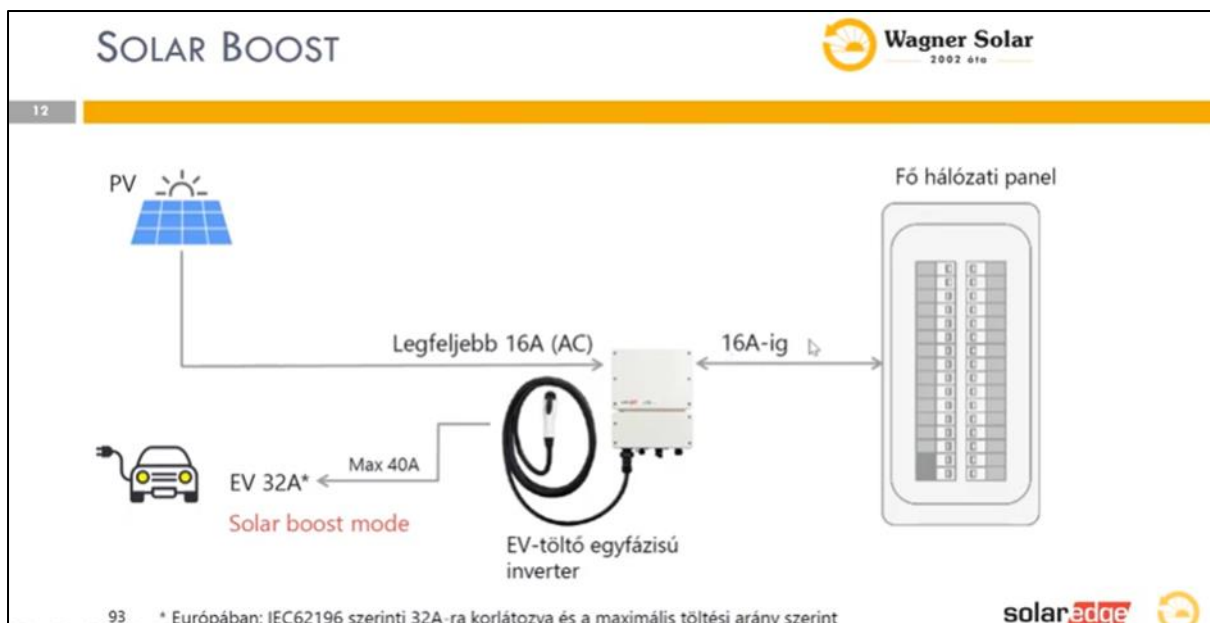 SOLAR BOOST
Wagner Solar
2002 óta
12
PV
Fő hálózati panel
Legfeljebb 16A (AC)
16A-ig
Max 40A
EV 32A*
Solar boost mode
EV-töltő egyfázisú
inverter
93 * Európában: IEC62196 szerinti 32A-ra korlátozva és a maximális töltési arány szerint
solaredge